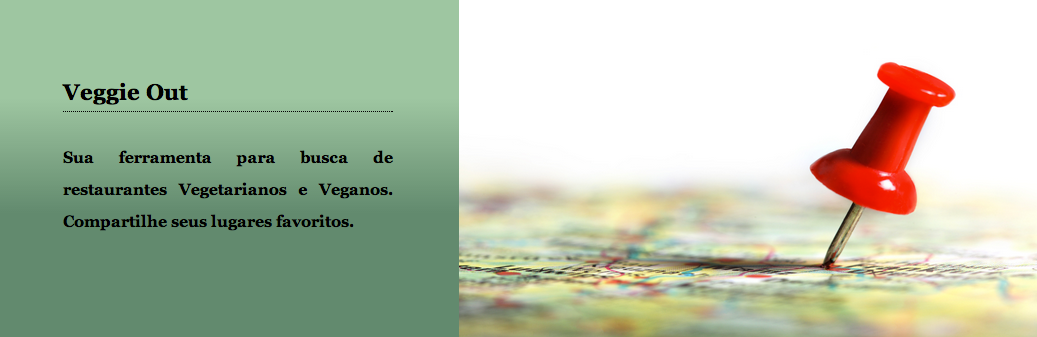 Veggie Out
Sua ferramenta para busca de
restaurantes Vegetarianos e Veganos.
Compartilhe seus lugares favoritos.